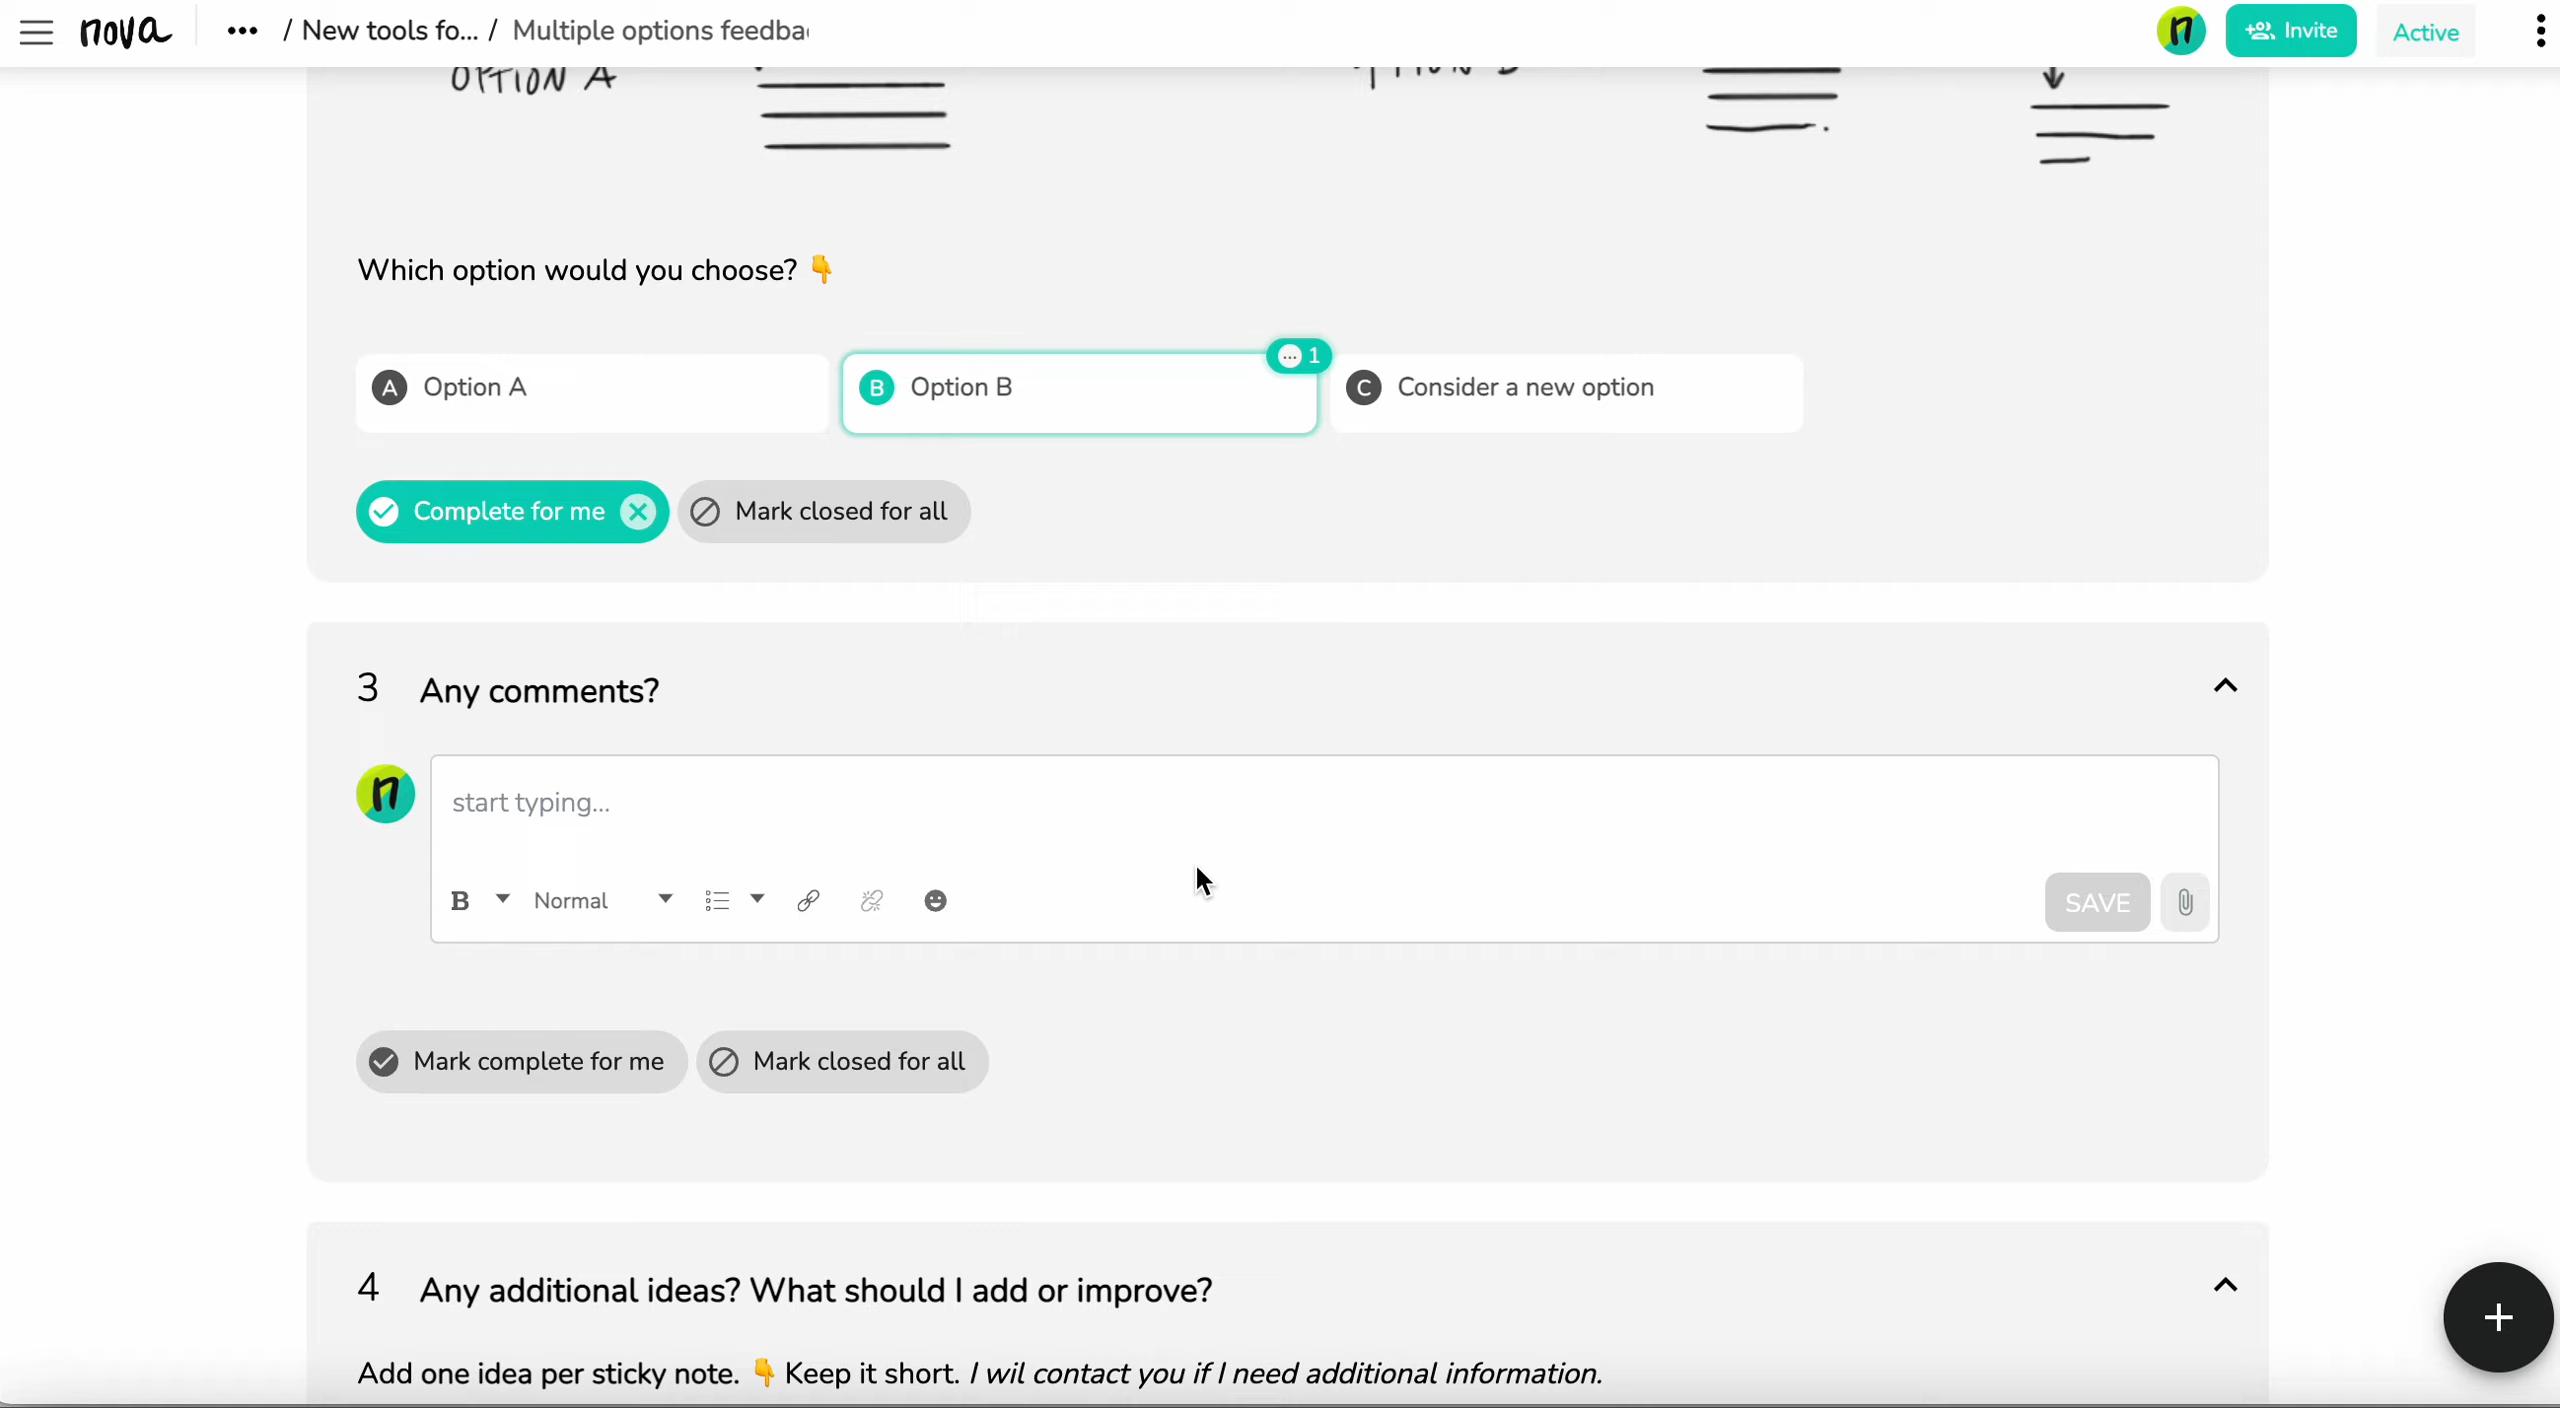 nova ... / New tools fo... / Multiple options feedba
Invite
Active
OPTION A
Which option would you choose? 👇
A Option A
B Option B
... 1
C Consider a new option
Complete for me
Mark closed for all
3 Any comments?
n
start typing...
B Normal
SAVE
Mark complete for me
Mark closed for all
4 Any additional ideas? What should I add or improve?
Add one idea per sticky note. 👇 Keep it short. I wil contact you if I need additional information.